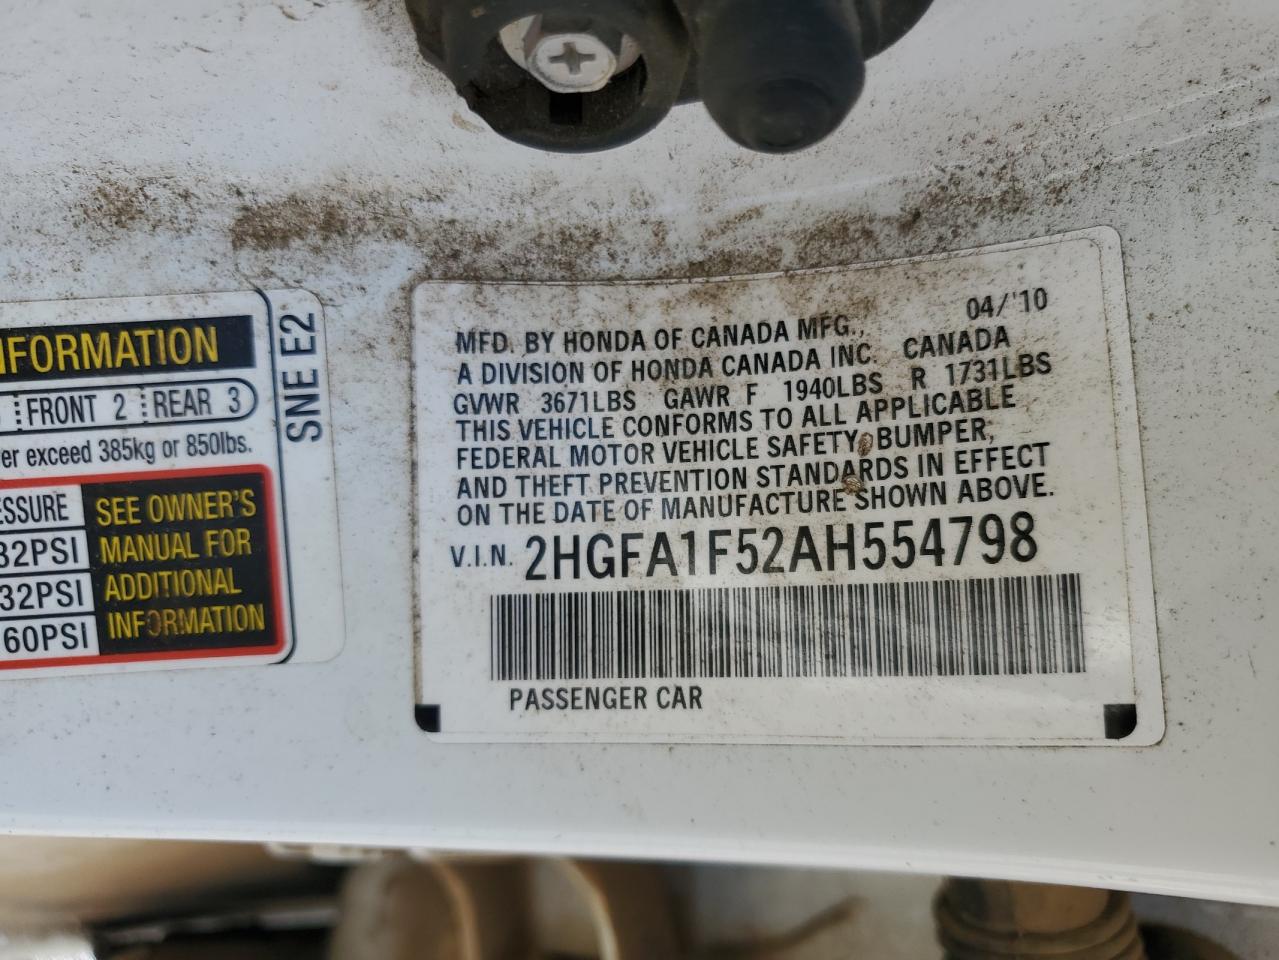 NFORMATION
FRONT 2 REAR 3
er exceed 385kg or 850lbs.
ESSURE
32PSI
32PSI
60PSI
SEE OWNER'S
MANUAL FOR
ADDITIONAL
INFORMATION
SNE E2
04/'10
MFD. BY HONDA OF CANADA MFG.,
A DIVISION OF HONDA CANADA INC. CANADA
GVWR 3671LBS GAWR F 1940LBS R 1731LBS
THIS VEHICLE CONFORMS TO ALL APPLICABLE
FEDERAL MOTOR VEHICLE SAFETY, BUMPER,
AND THEFT PREVENTION STANDARDS IN EFFECT
ON THE DATE OF MANUFACTURE SHOWN ABOVE.
V.I.N. 2HGFA1F52AH554798
PASSENGER CAR